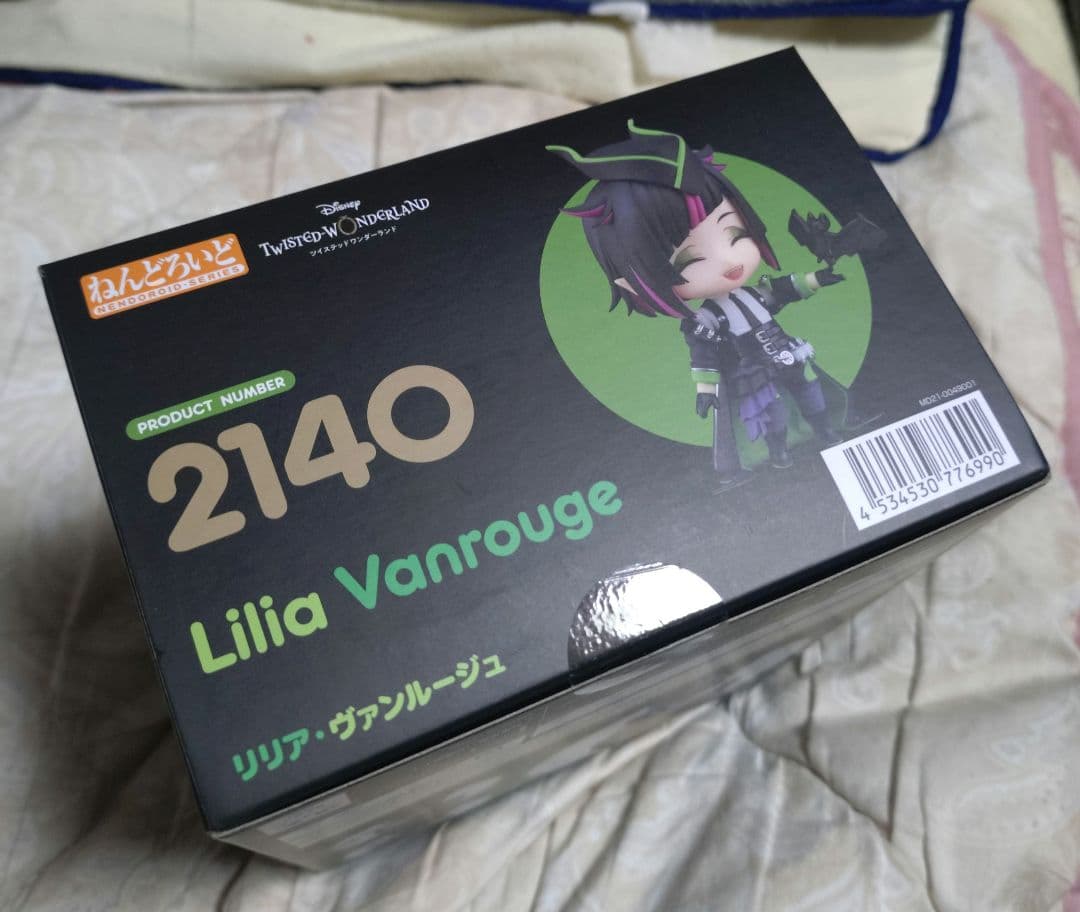 ねんどろいど
NENDOROID-SERIES
Disney
TWISTED-WONDERLAND
ツイステッドワンダーランド
PRODUCT NUMBER
2140
Lilia Vanrouge
リリア・ヴァンルージュ
MD21-0049001
4 534530 776990